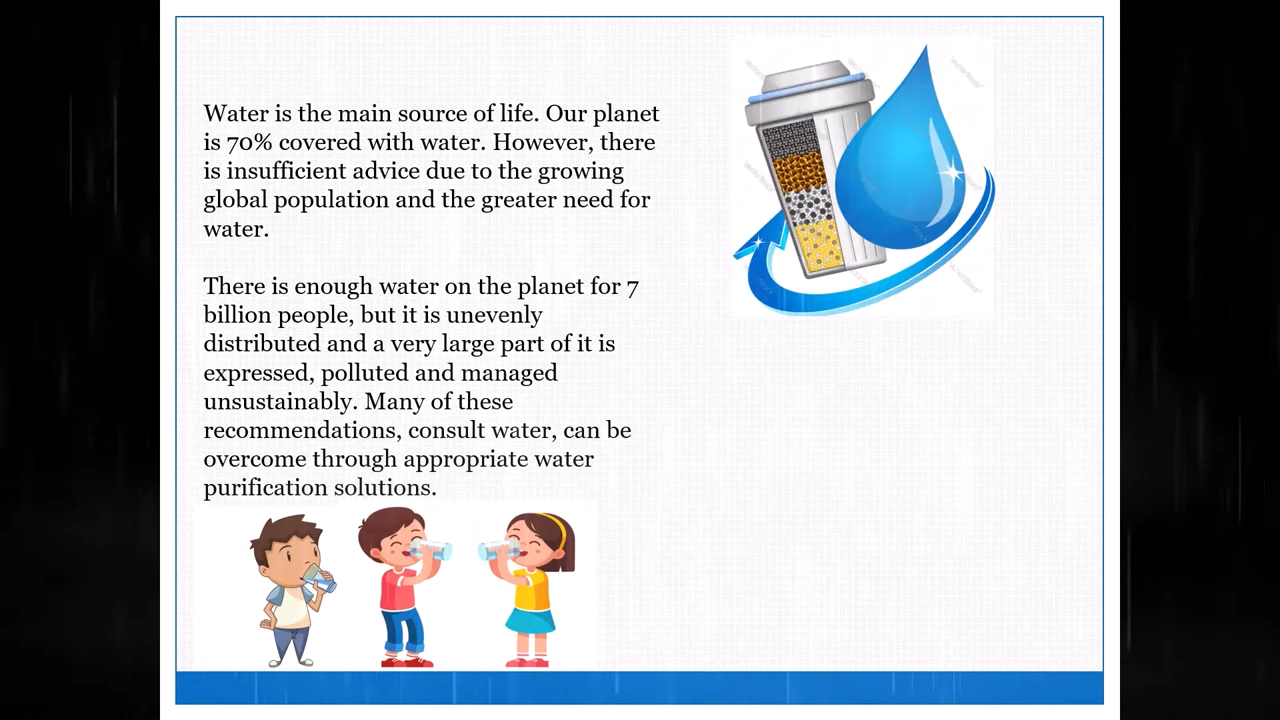 Water is the main source of life. Our planet
is 70% covered with water. However, there
is insufficient advice due to the growing
global population and the greater need for
water.
There is enough water on the planet for 7
billion people, but it is unevenly
distributed and a very large part of it is
expressed, polluted and managed
unsustainably. Many of these
recommendations, consult water, can be
overcome through appropriate water
purification solutions.